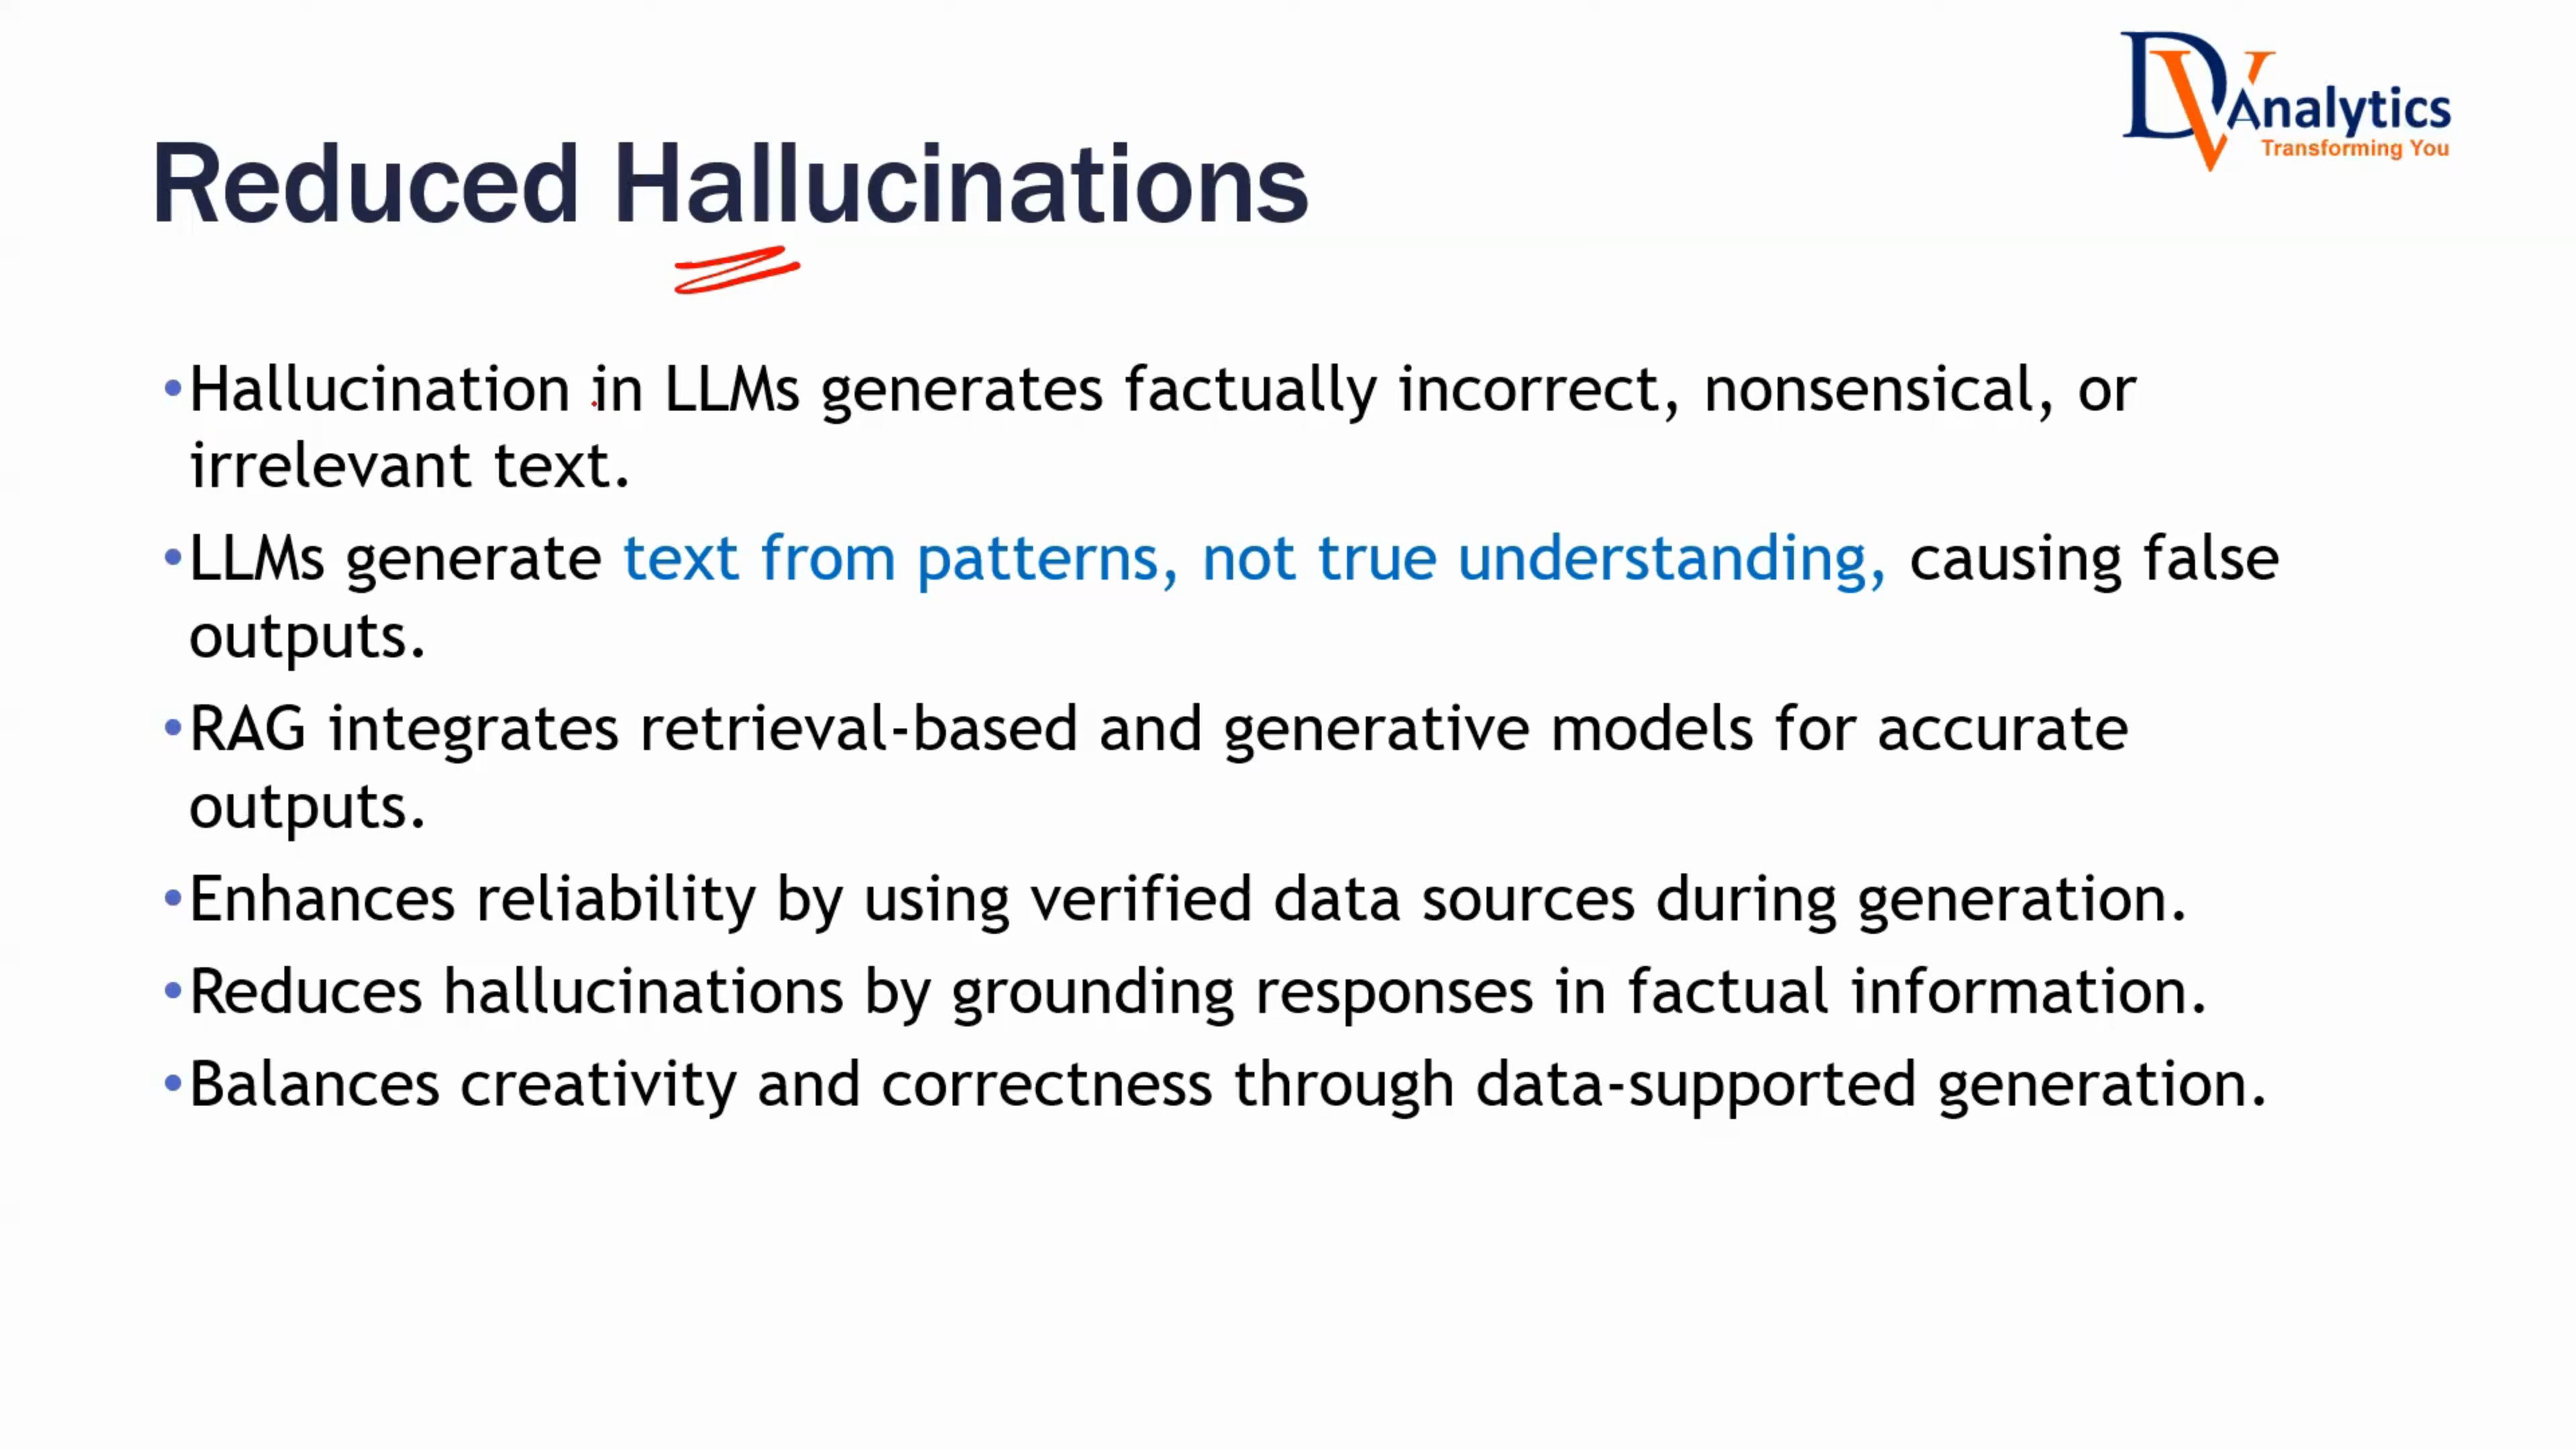 DV Analytics
Transforming You
Reduced Hallucinations
•Hallucination in LLMs generates factually incorrect, nonsensical, or
irrelevant text.
•LLMs generate text from patterns, not true understanding, causing false
outputs.
•RAG integrates retrieval-based and generative models for accurate
outputs.
•Enhances reliability by using verified data sources during generation.
•Reduces hallucinations by grounding responses in factual information.
•Balances creativity and correctness through data-supported generation.